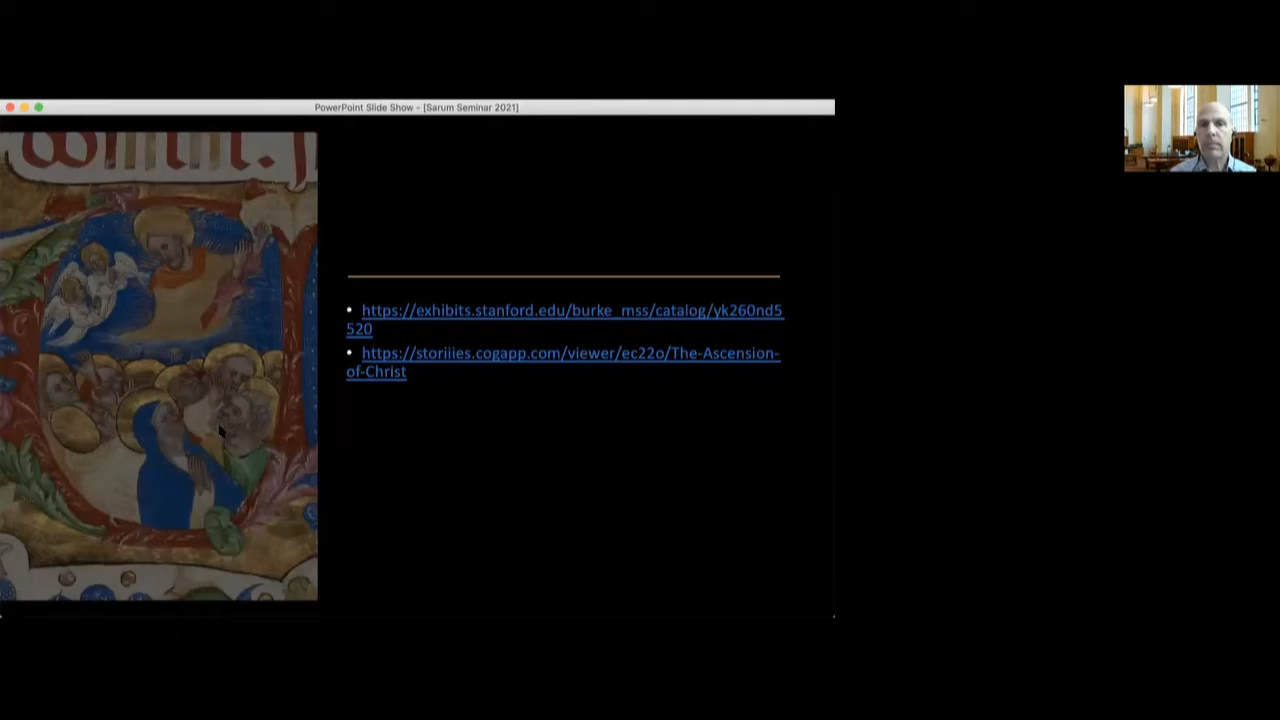 PowerPoint Slide Show - [Sarum Seminar 2021]
• https://exhibits.stanford.edu/burke_mss/catalog/yk260nd5
520
• https://storiiies.cogapp.com/viewer/ec22o/The-Ascension-
of-Christ